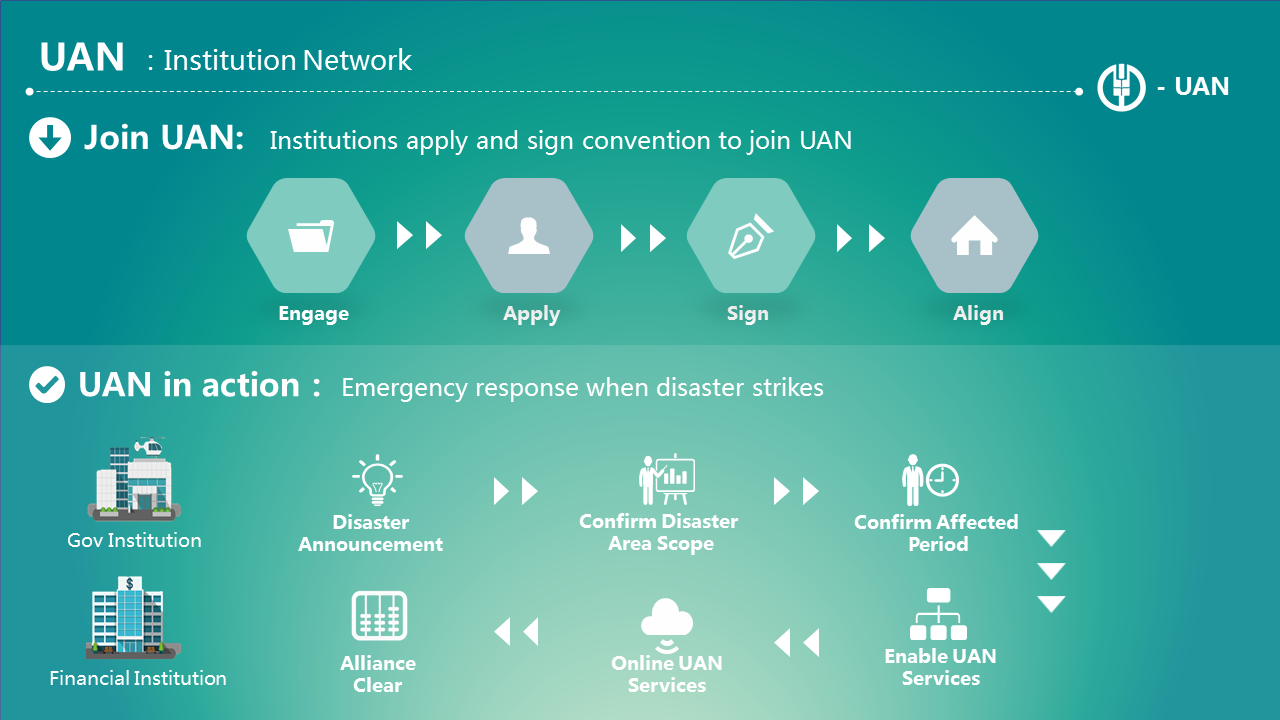 UAN : Institution Network
- UAN
Join UAN: Institutions apply and sign convention to join UAN
Engage
Apply
Sign
Align
UAN in action : Emergency response when disaster strikes
Gov Institution
Disaster
Announcement
Confirm Disaster
Area Scope
Confirm Affected
Period
$
Financial Institution
Alliance
Clear
Online UAN
Services
Enable UAN
Services